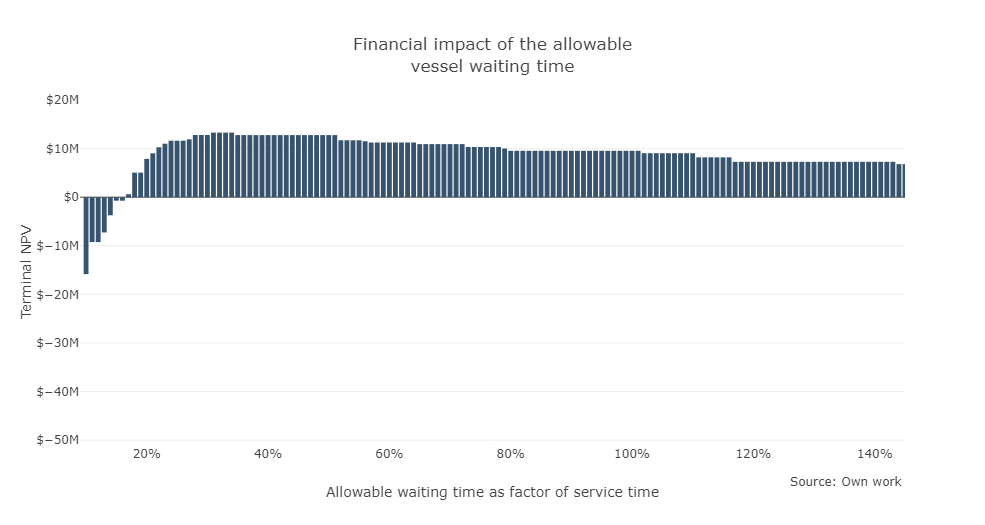 Financial impact of the allowable
vessel waiting time
$20M
$10M
$0
$−10M
$−20M
$−30M
$−40M
$−50M
Terminal NPV
20%
40%
60%
80%
100%
120%
140%
Allowable waiting time as factor of service time
Source: Own work